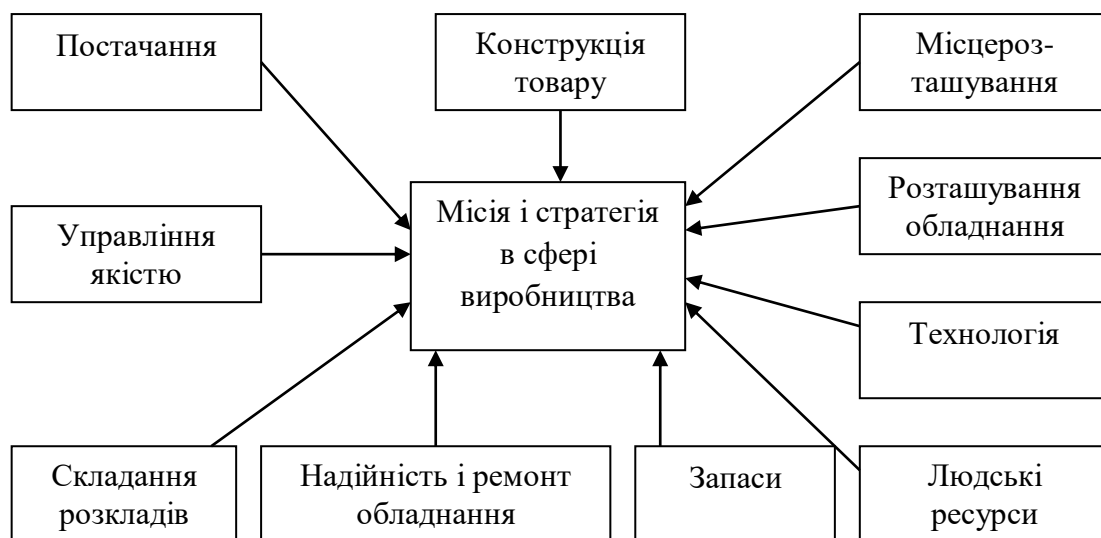 Постачання
Конструкція
товару
Місцероз-
ташування
Управління
якістю
Місія і стратегія
в сфері
виробництва
Розташування
обладнання
Технологія
Складання
розкладів
Надійність і ремонт
обладнання
Запаси
Людські
ресурси